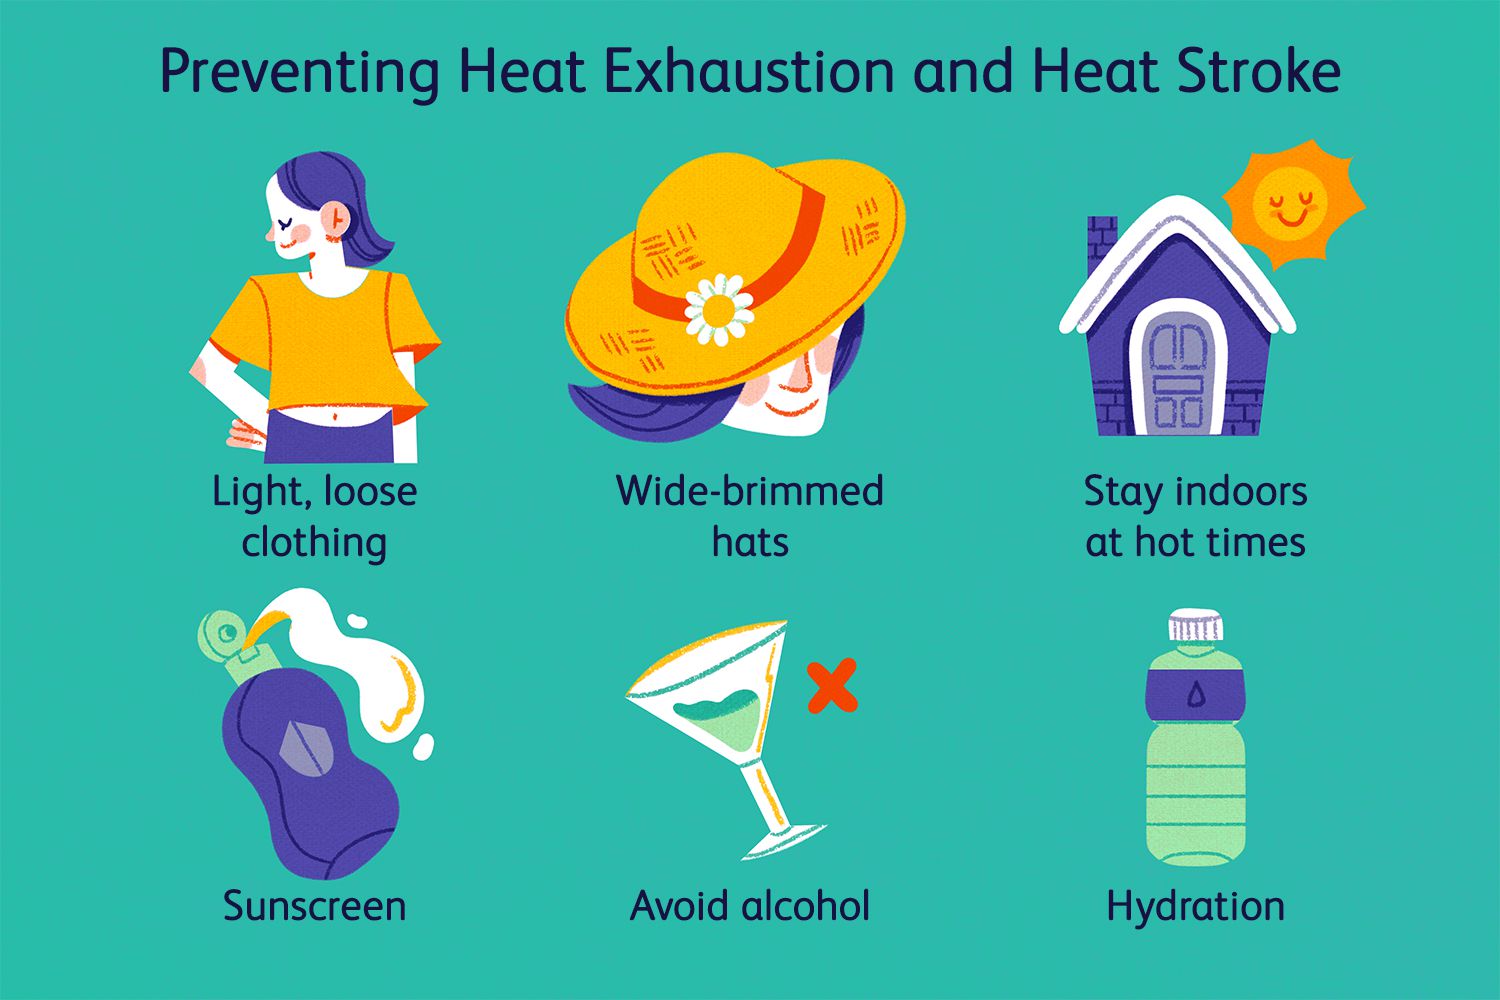 Preventing Heat Exhaustion and Heat Stroke
Light, loose
clothing
Wide-brimmed
hats
Stay indoors
at hot times
Sunscreen
Avoid alcohol
Hydration